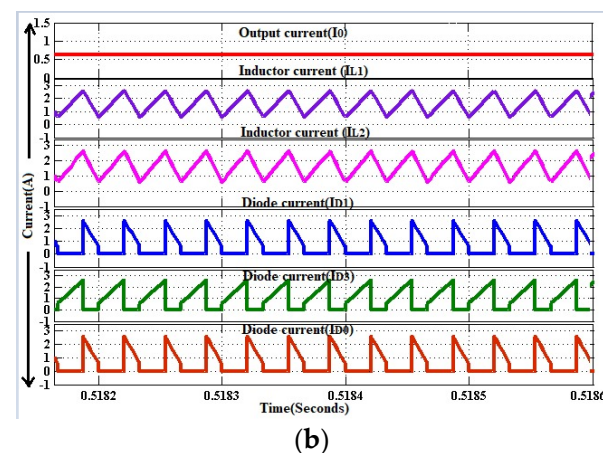 1.5
Output current(I0)
1
0.5
0
Inductor current (IL1)
3
2
1
0
-1
Inductor current (IL2)
3
2
1
0
-1
Diode current(ID1)
3
2
1
0
-1
Diode current(ID3)
3
2
1
0
-1
Diode current(ID0)
3
2
1
0
-1
Current(A)
0.5182 0.5183 0.5184 0.5185 0.5186
Time(Seconds)
(b)